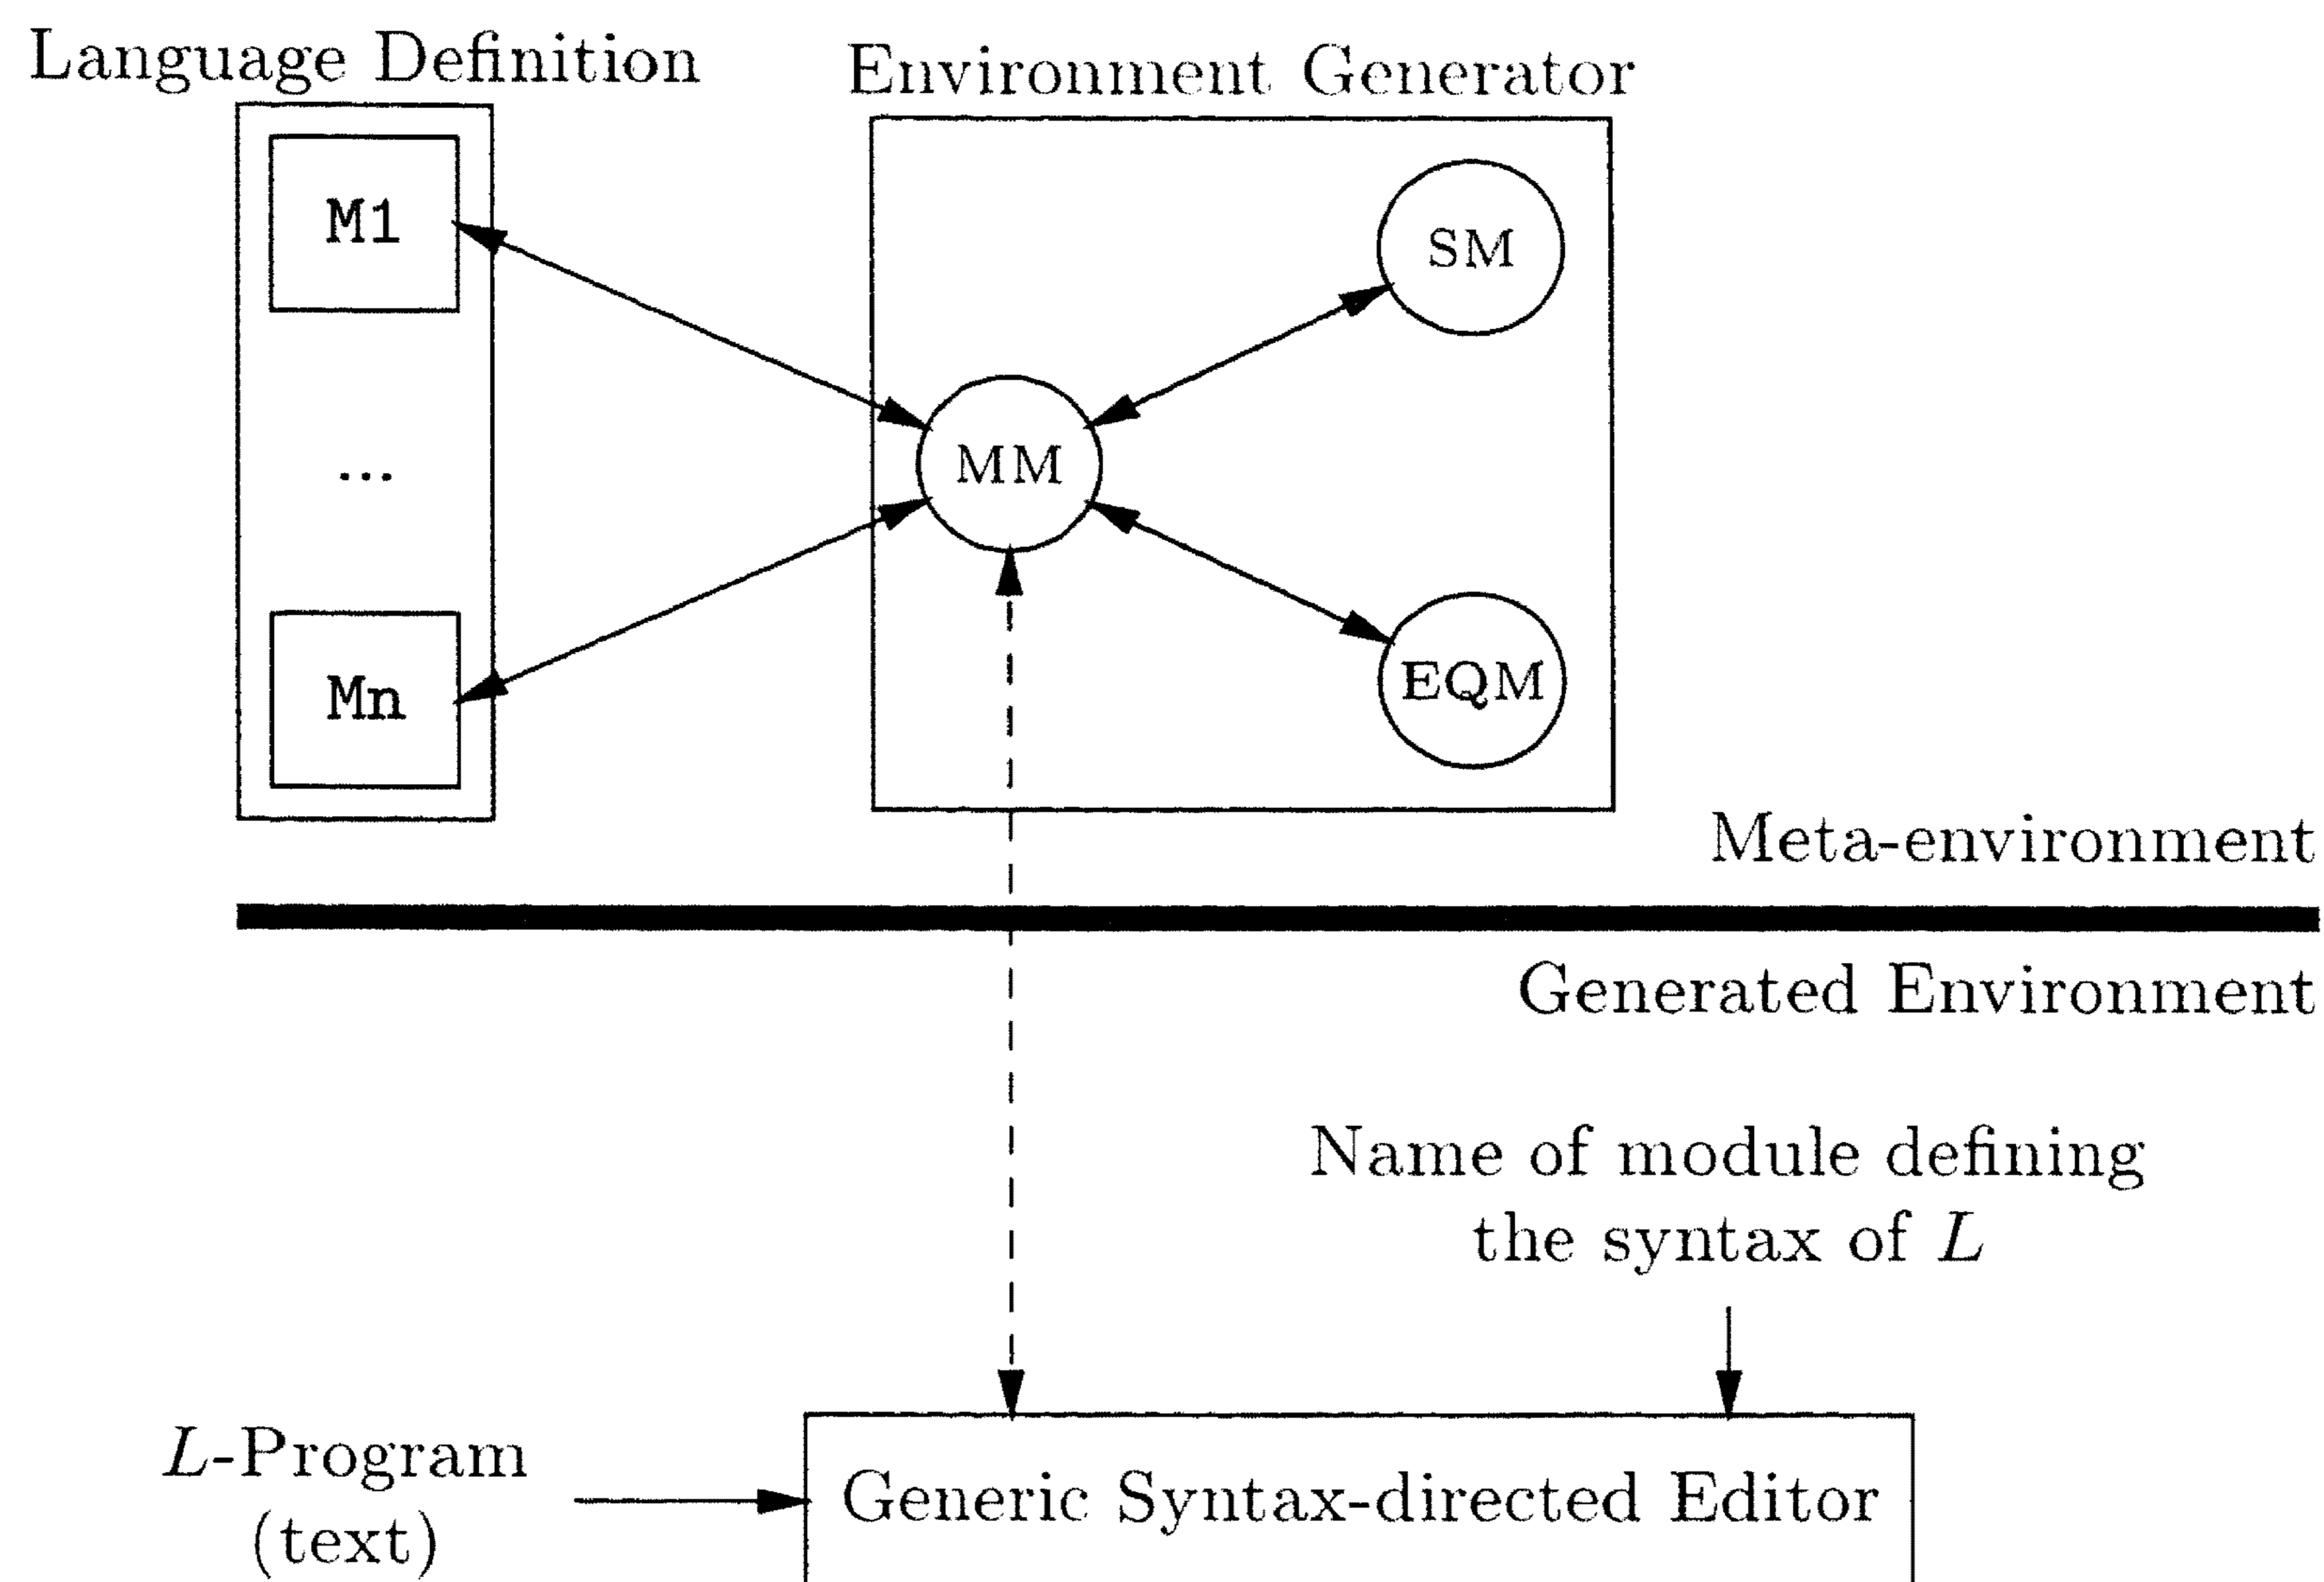 Language Definition
Environment Generator
M1
SM
...
MM
Mn
EQM
Meta-environment
Generated Environment
Name of module defining
the syntax of L
L-Program
(text)
Generic Syntax-directed Editor